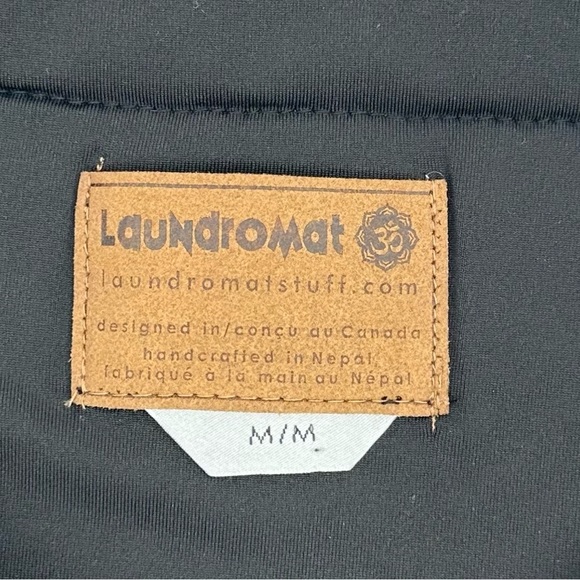 LauNdroMat ॐ
laundromatstuff.com
designed in/conçu au Canada
handcrafted in Nepal
fabriqué à la main au Népal
M/M